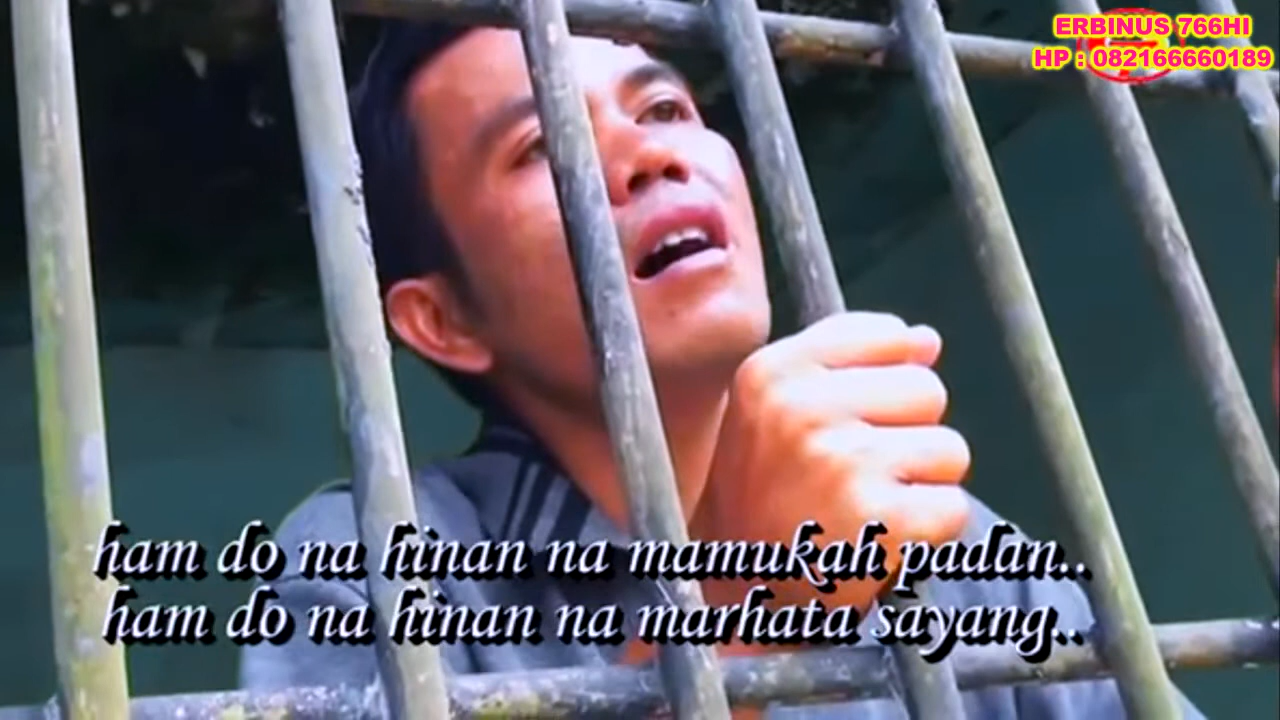 ERBINUS 766HI
HP : 082166660189
ham do na hinan na mamukah padan..
ham do na hinan na marhata sayang..